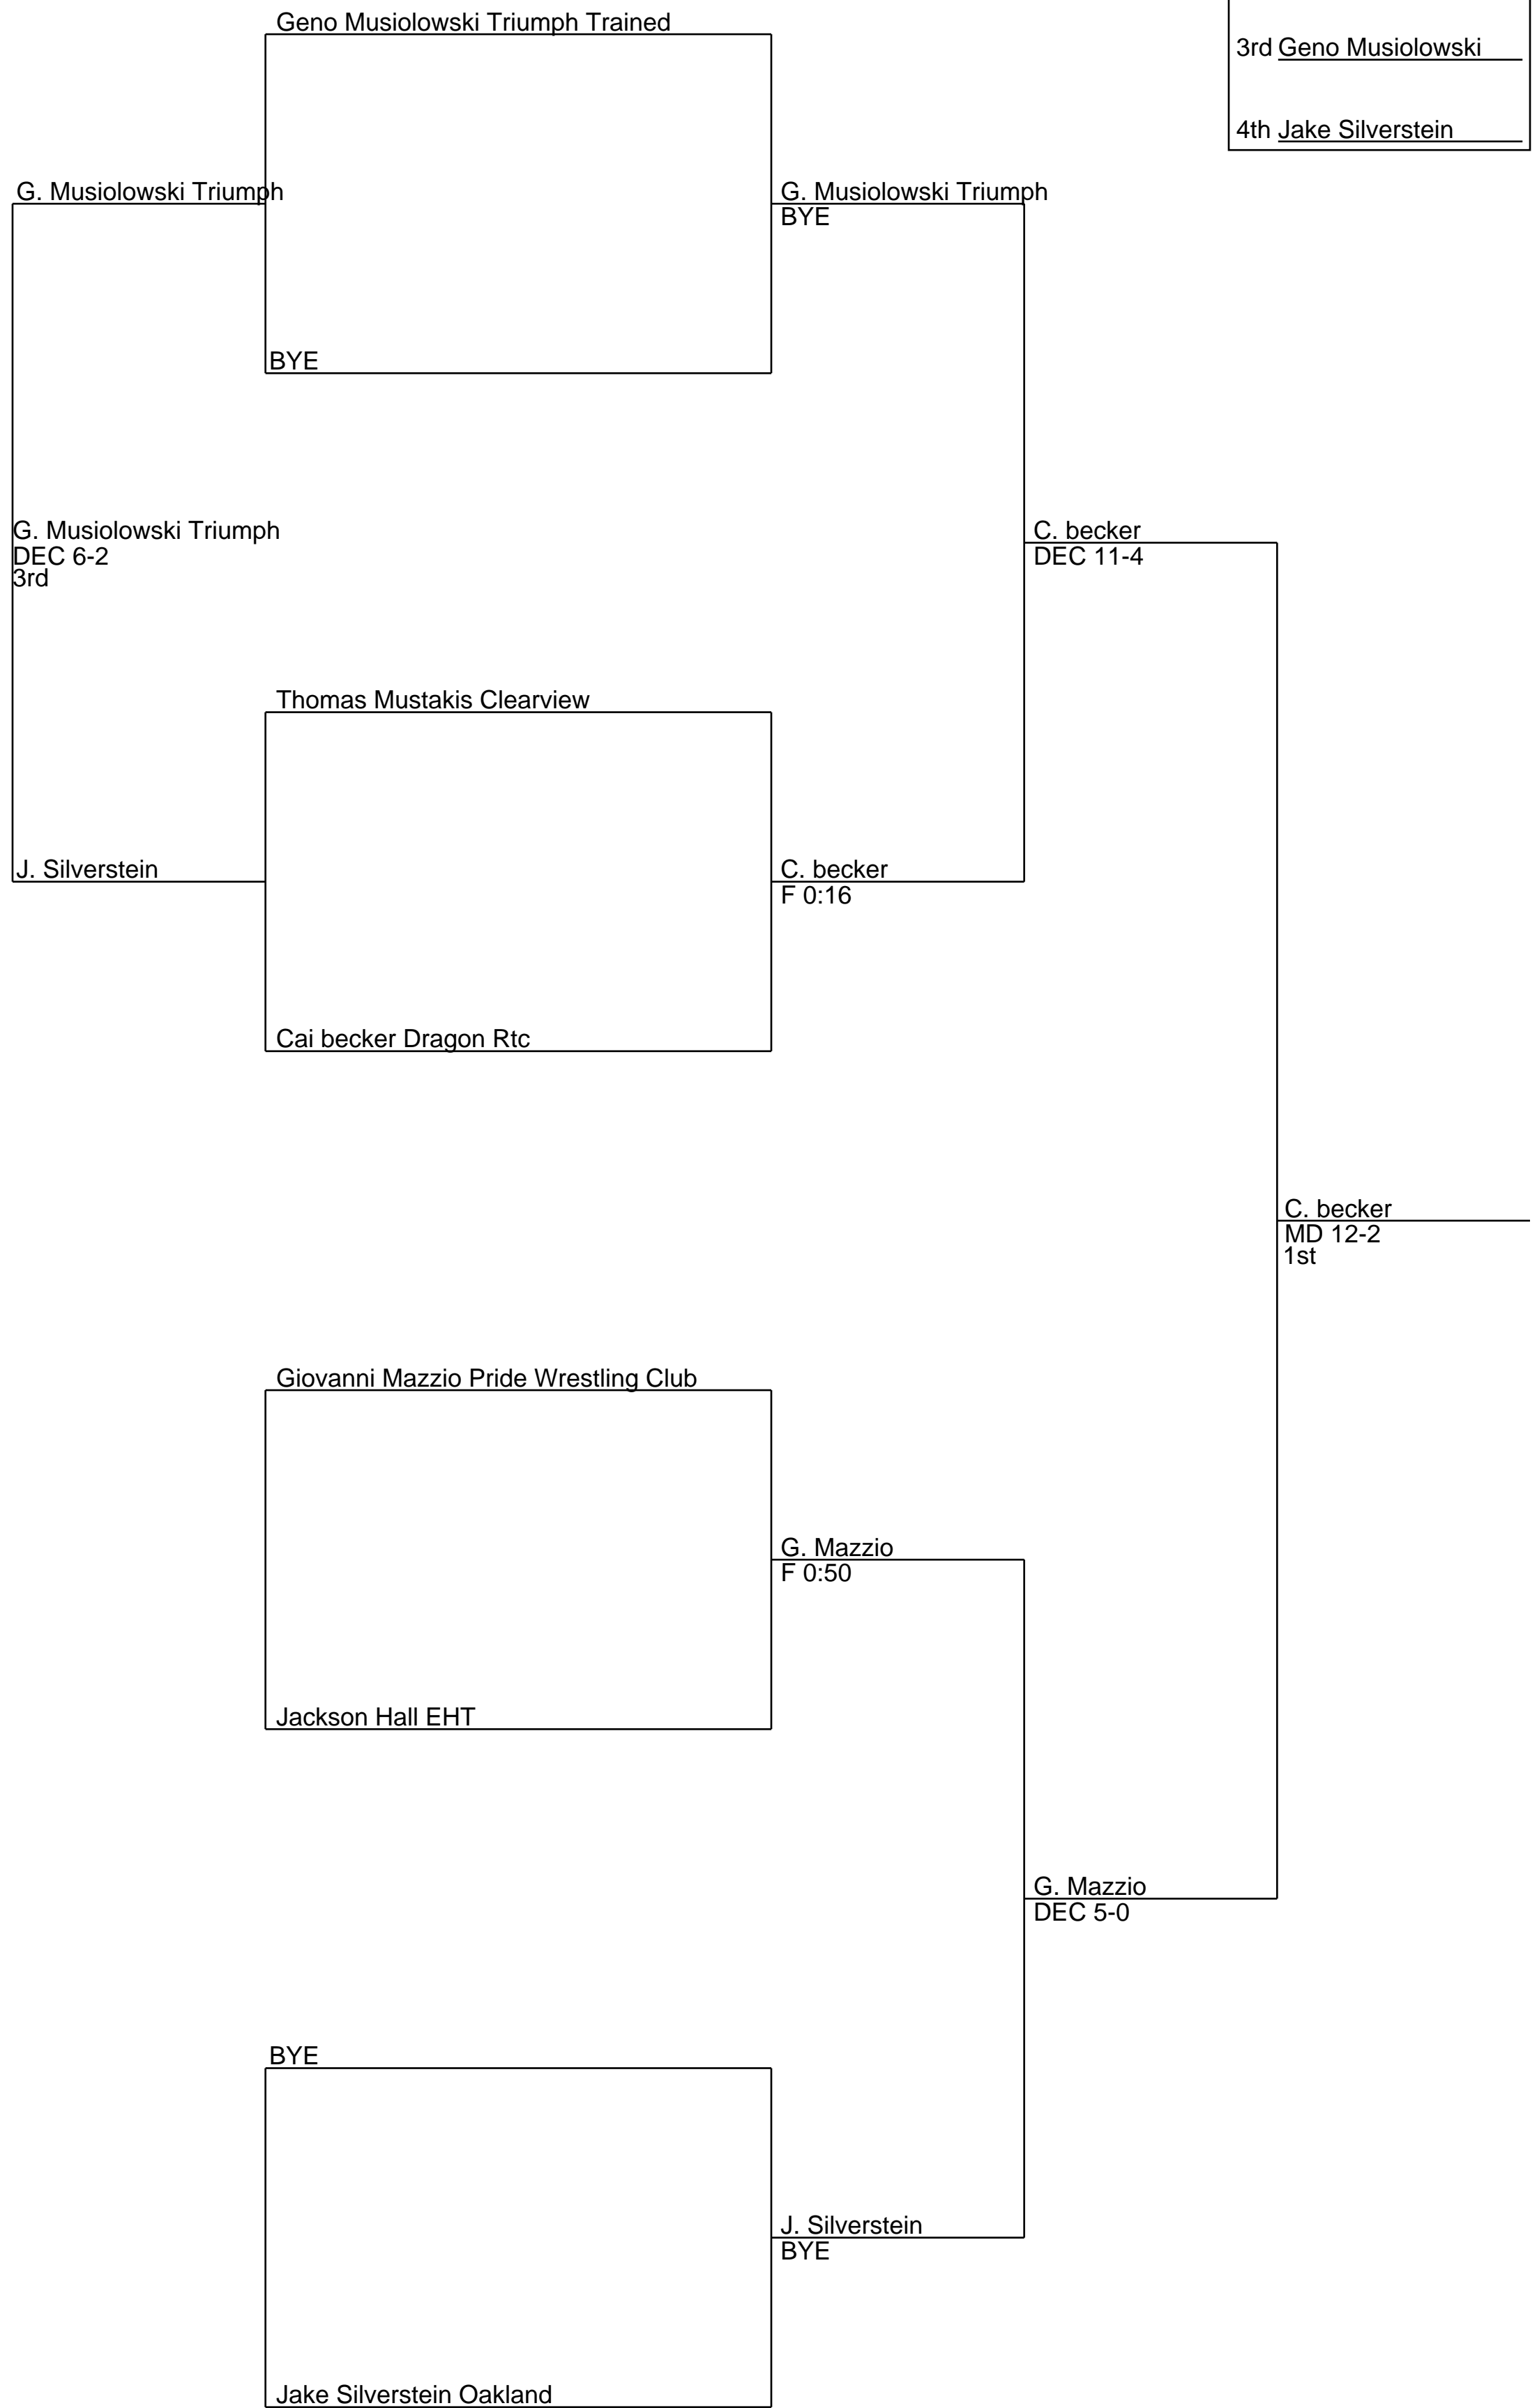 Geno Musiolowski Triumph Trained
3rd Geno Musiolowski
4th Jake Silverstein
G. Musiolowski Triumph
G. Musiolowski Triumph
BYE
BYE
G. Musiolowski Triumph
DEC 6-2
3rd
C. becker
DEC 11-4
Thomas Mustakis Clearview
J. Silverstein
C. becker
F 0:16
Cai becker Dragon Rtc
C. becker
MD 12-2
1st
Giovanni Mazzio Pride Wrestling Club
G. Mazzio
F 0:50
Jackson Hall EHT
G. Mazzio
DEC 5-0
BYE
J. Silverstein
BYE
Jake Silverstein Oakland